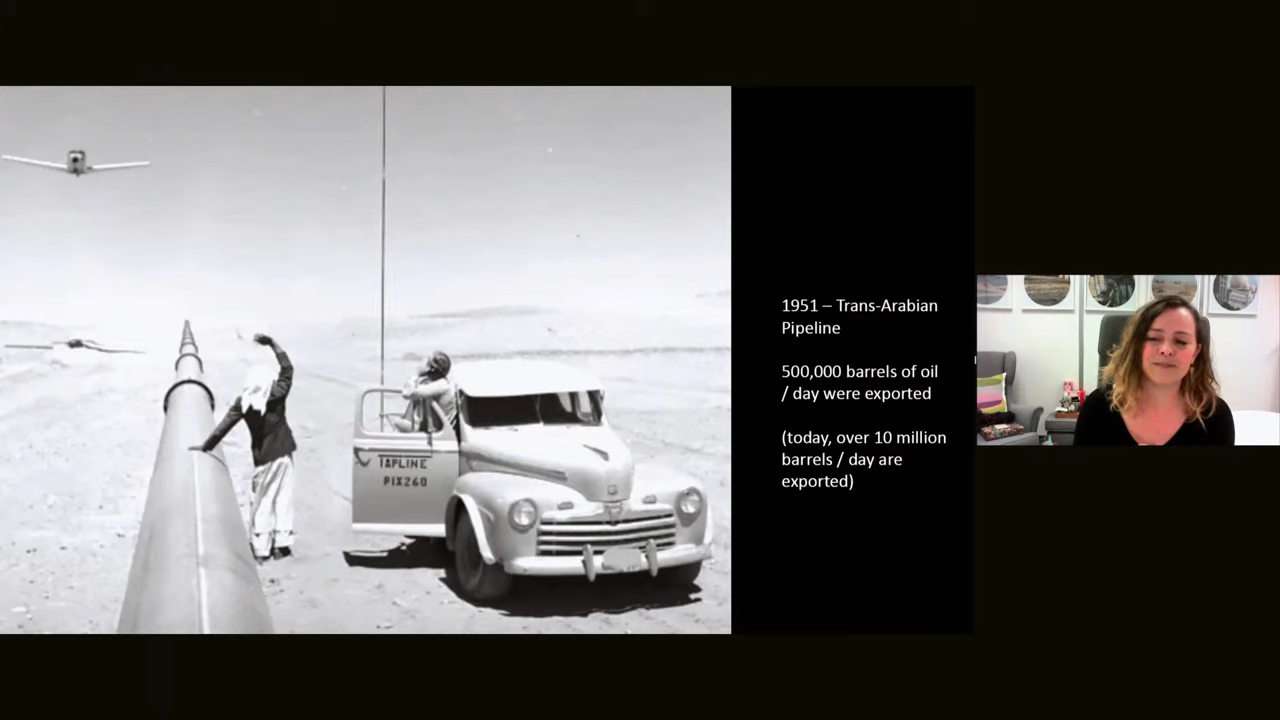 TAPLINE
PIX260
1951 – Trans-Arabian
Pipeline
500,000 barrels of oil
/ day were exported
(today, over 10 million
barrels / day are
exported)